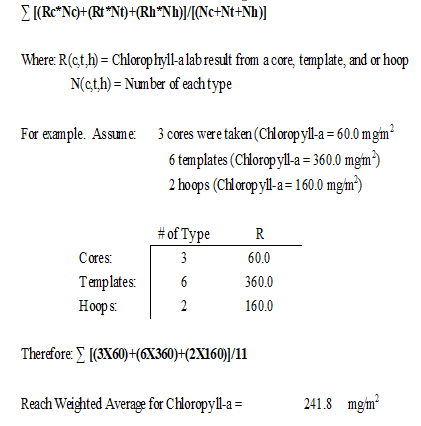 ∑ [(Rc*Nc)+(Rt*Nt)+(Rh*Nh)]/[(Nc+Nt+Nh)]
Where: R(c,t,h) = Chlorophyll-a lab result from a core, template, and or hoop
N(c,t,h) = Number of each type
For example. Assume: 3 cores were taken (Chloropyll-a = 60.0 mg/m²
6 templates (Chloropyll-a = 360.0 mg/m²)
2 hoops (Chloropyll-a = 160.0 mg/m²)
# of Type R
Cores: 3 60.0
Templates: 6 360.0
Hoops: 2 160.0
Therefore: ∑ [(3X60)+(6X360)+(2X160)]/11
Reach Weighted Average for Chloropyll-a = 241.8 mg/m²